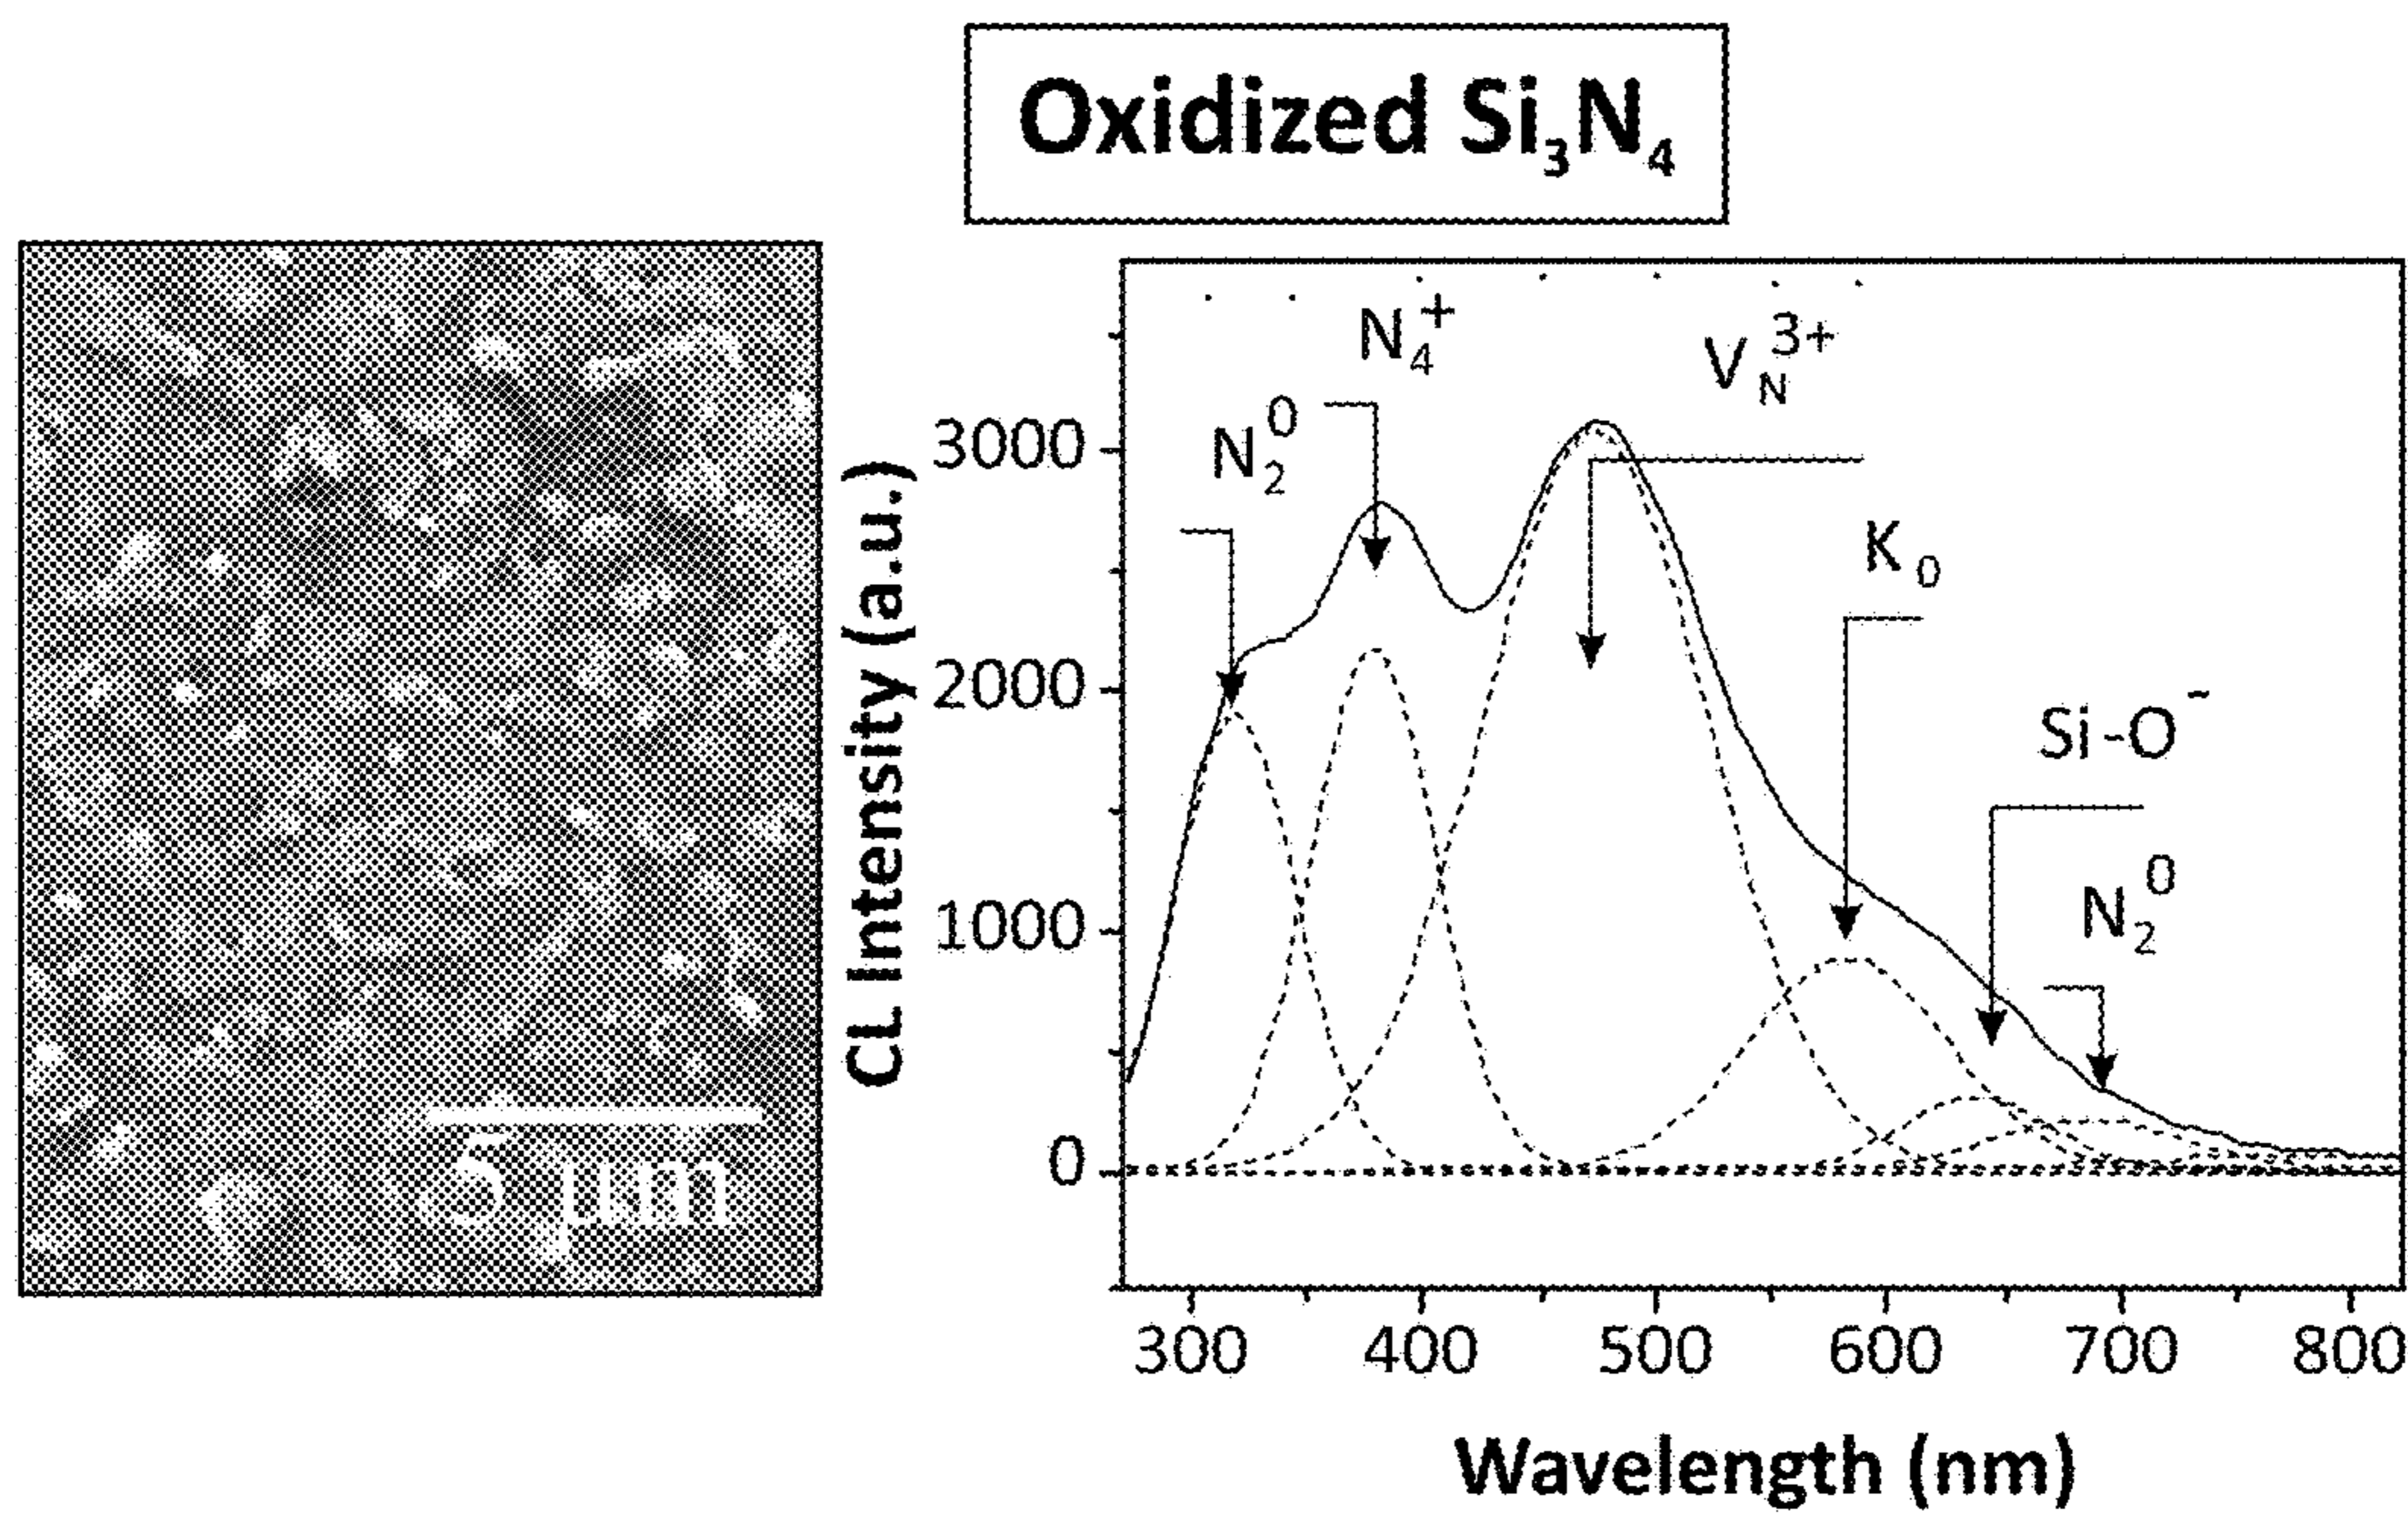 Oxidized Si₃N₄
5 μm
CL Intensity (a.u.)
3000
2000
1000
0
N₂⁰
N₄⁺
V_N³⁺
K₀
Si-O⁻
N₂⁰
300 400 500 600 700 800
Wavelength (nm)